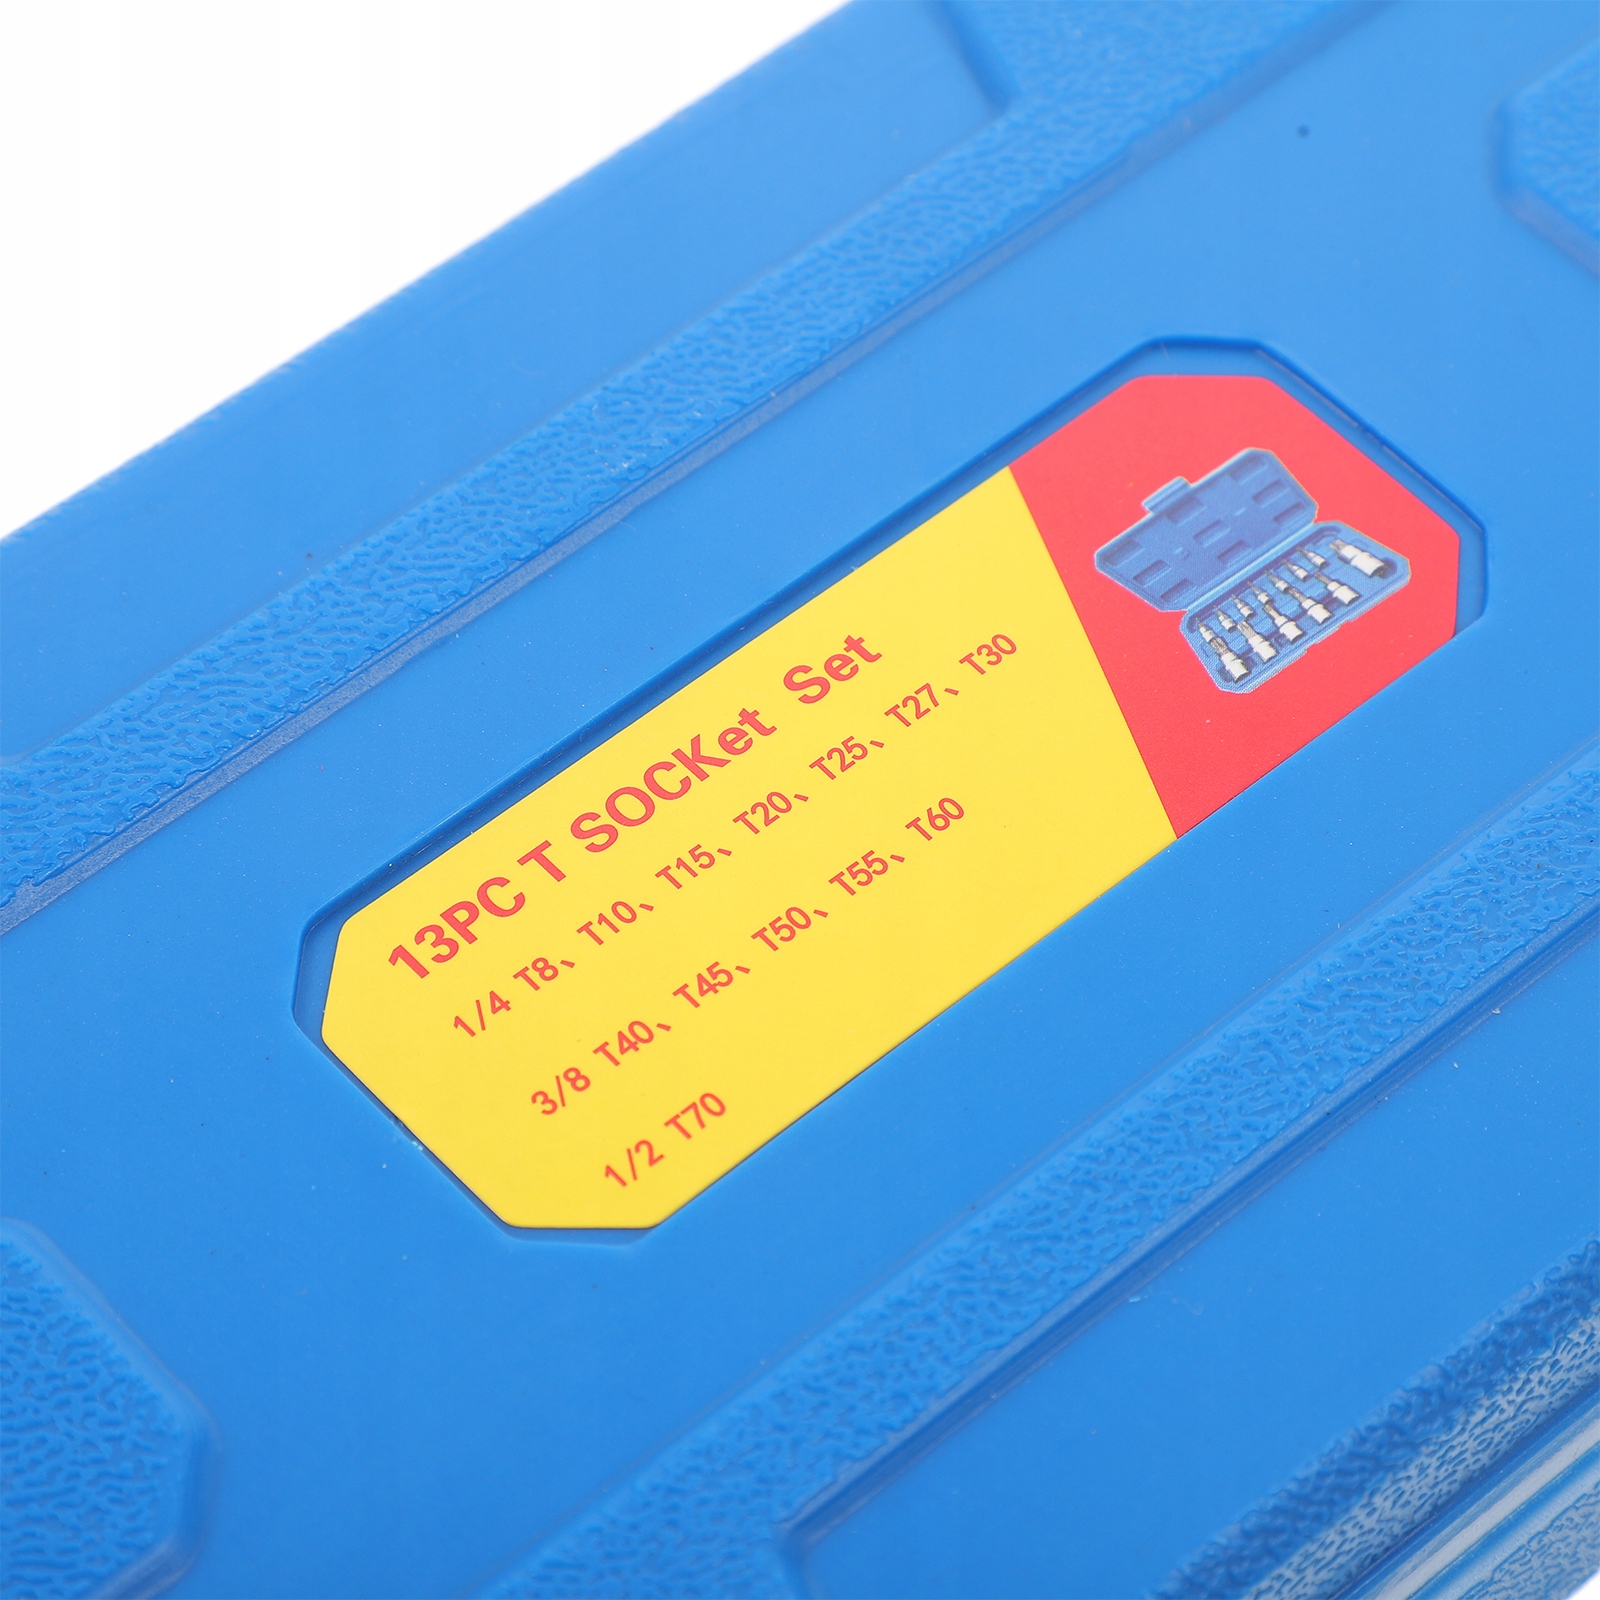 13PC T SOCKet Set
1/4 T8、T10、T15、T20、T25、T27、T30
3/8 T40、T45、T50、T55、T60
1/2 T70